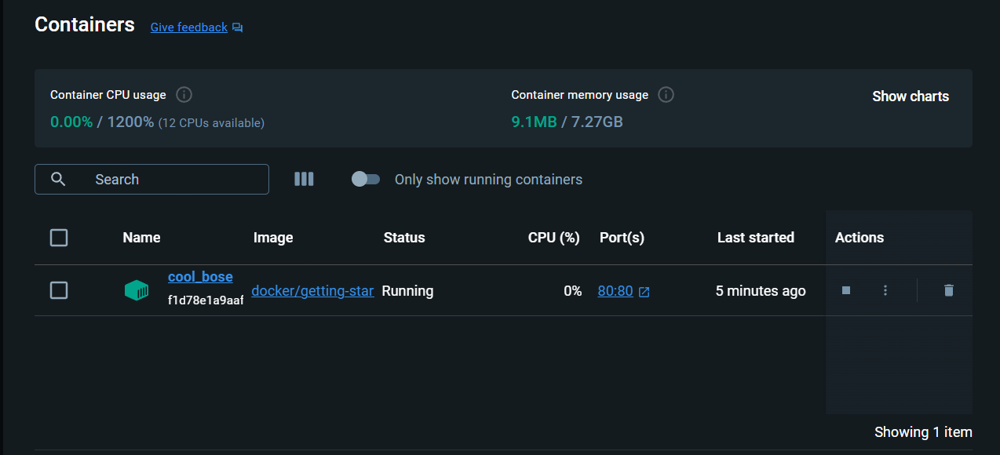 Containers Give feedback
Container CPU usage
0.00% / 1200% (12 CPUs available)
Container memory usage
9.1MB / 7.27GB
Show charts
Search
Only show running containers
Name Image Status CPU (%) Port(s) Last started Actions
cool_bose
f1d78e1a9aaf
docker/getting-star Running 0% 80:80 5 minutes ago
Showing 1 item